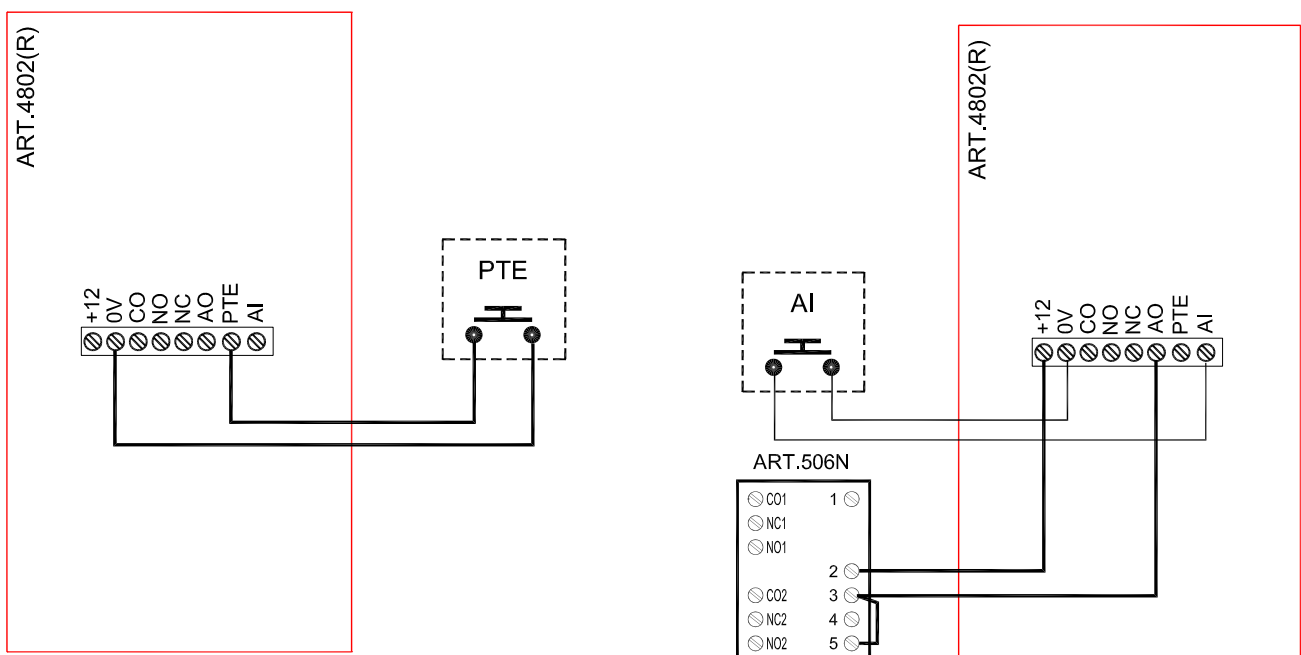 ART.4802(R)
+12
0V
CO
NO
NC
AO
PTE
AI
PTE
AI
ART.4802(R)
+12
0V
CO
NO
NC
AO
PTE
AI
ART.506N
CO1 1
NC1
NO1
2
CO2 3
NC2 4
NO2 5